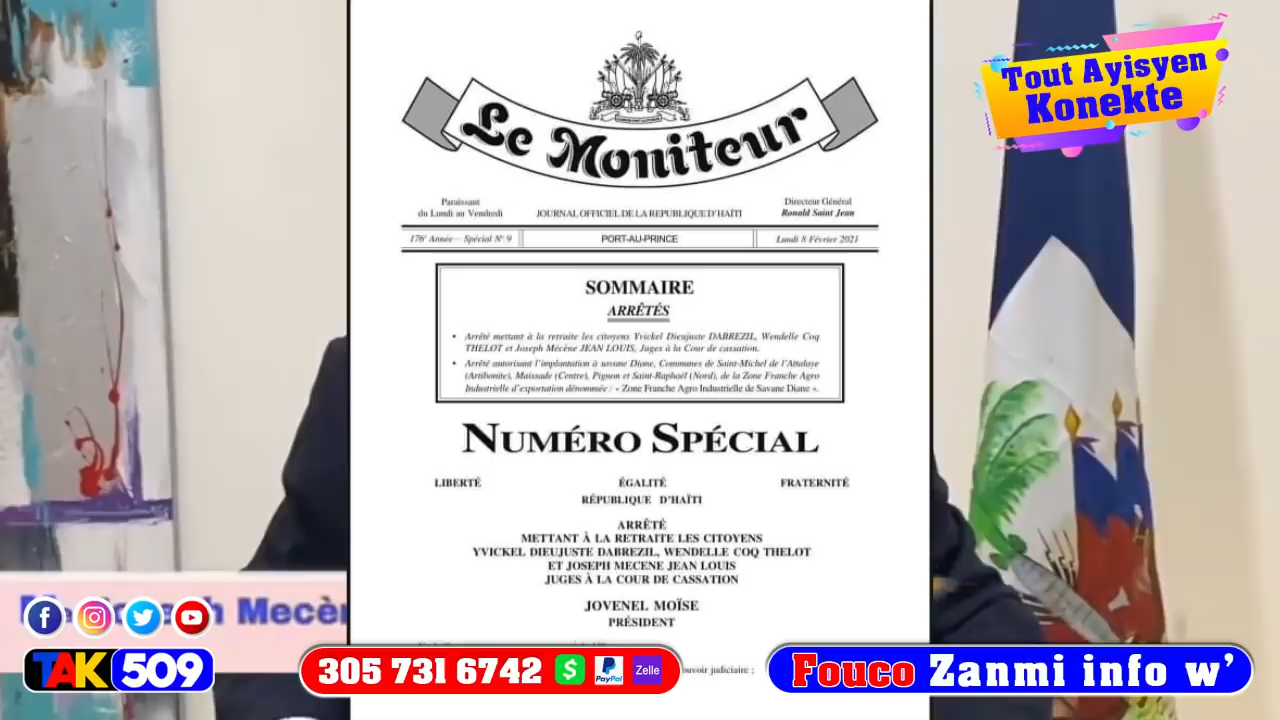 Tout Ayisyen
Konekte
Le Moniteur
Paraissant
du Lundi au Vendredi
JOURNAL OFFICIEL DE LA REPUBLIQUE D'HAÏTI
Directeur Général
Ronald Saint Jean
176e Année – Spécial No 9
PORT-AU-PRINCE
Lundi 8 Février 2021
SOMMAIRE
ARRÊTÉS
• Arrêté mettant à la retraite les citoyens Yvickel Dieujuste DABREZIL, Wendelle Coq
THELOT et Joseph Mécène JEAN LOUIS, Juges à la Cour de cassation.
• Arrêté autorisant l'implantation à savane Diane, Communes de Saint-Michel de l'Attalaye
(Artibonite), Maissade (Centre), Pignon et Saint-Raphaël (Nord), de la Zone Franche Agro
Industrielle d'exportation dénommée : « Zone Franche Agro Industrielle de Savane Diane ».
NUMÉRO SPÉCIAL
LIBERTÉ ÉGALITÉ FRATERNITÉ
RÉPUBLIQUE D'HAÏTI
ARRÊTÉ
METTANT À LA RETRAITE LES CITOYENS
YVICKEL DIEUJUSTE DABREZIL, WENDELLE COQ THELOT
ET JOSEPH MECENE JEAN LOUIS
JUGES À LA COUR DE CASSATION
JOVENEL MOÏSE
PRÉSIDENT
Mecèn
TAK 509
305 731 6742
$ PayPal Zelle
pouvoir judiciaire ;
Fouco Zanmi info w'